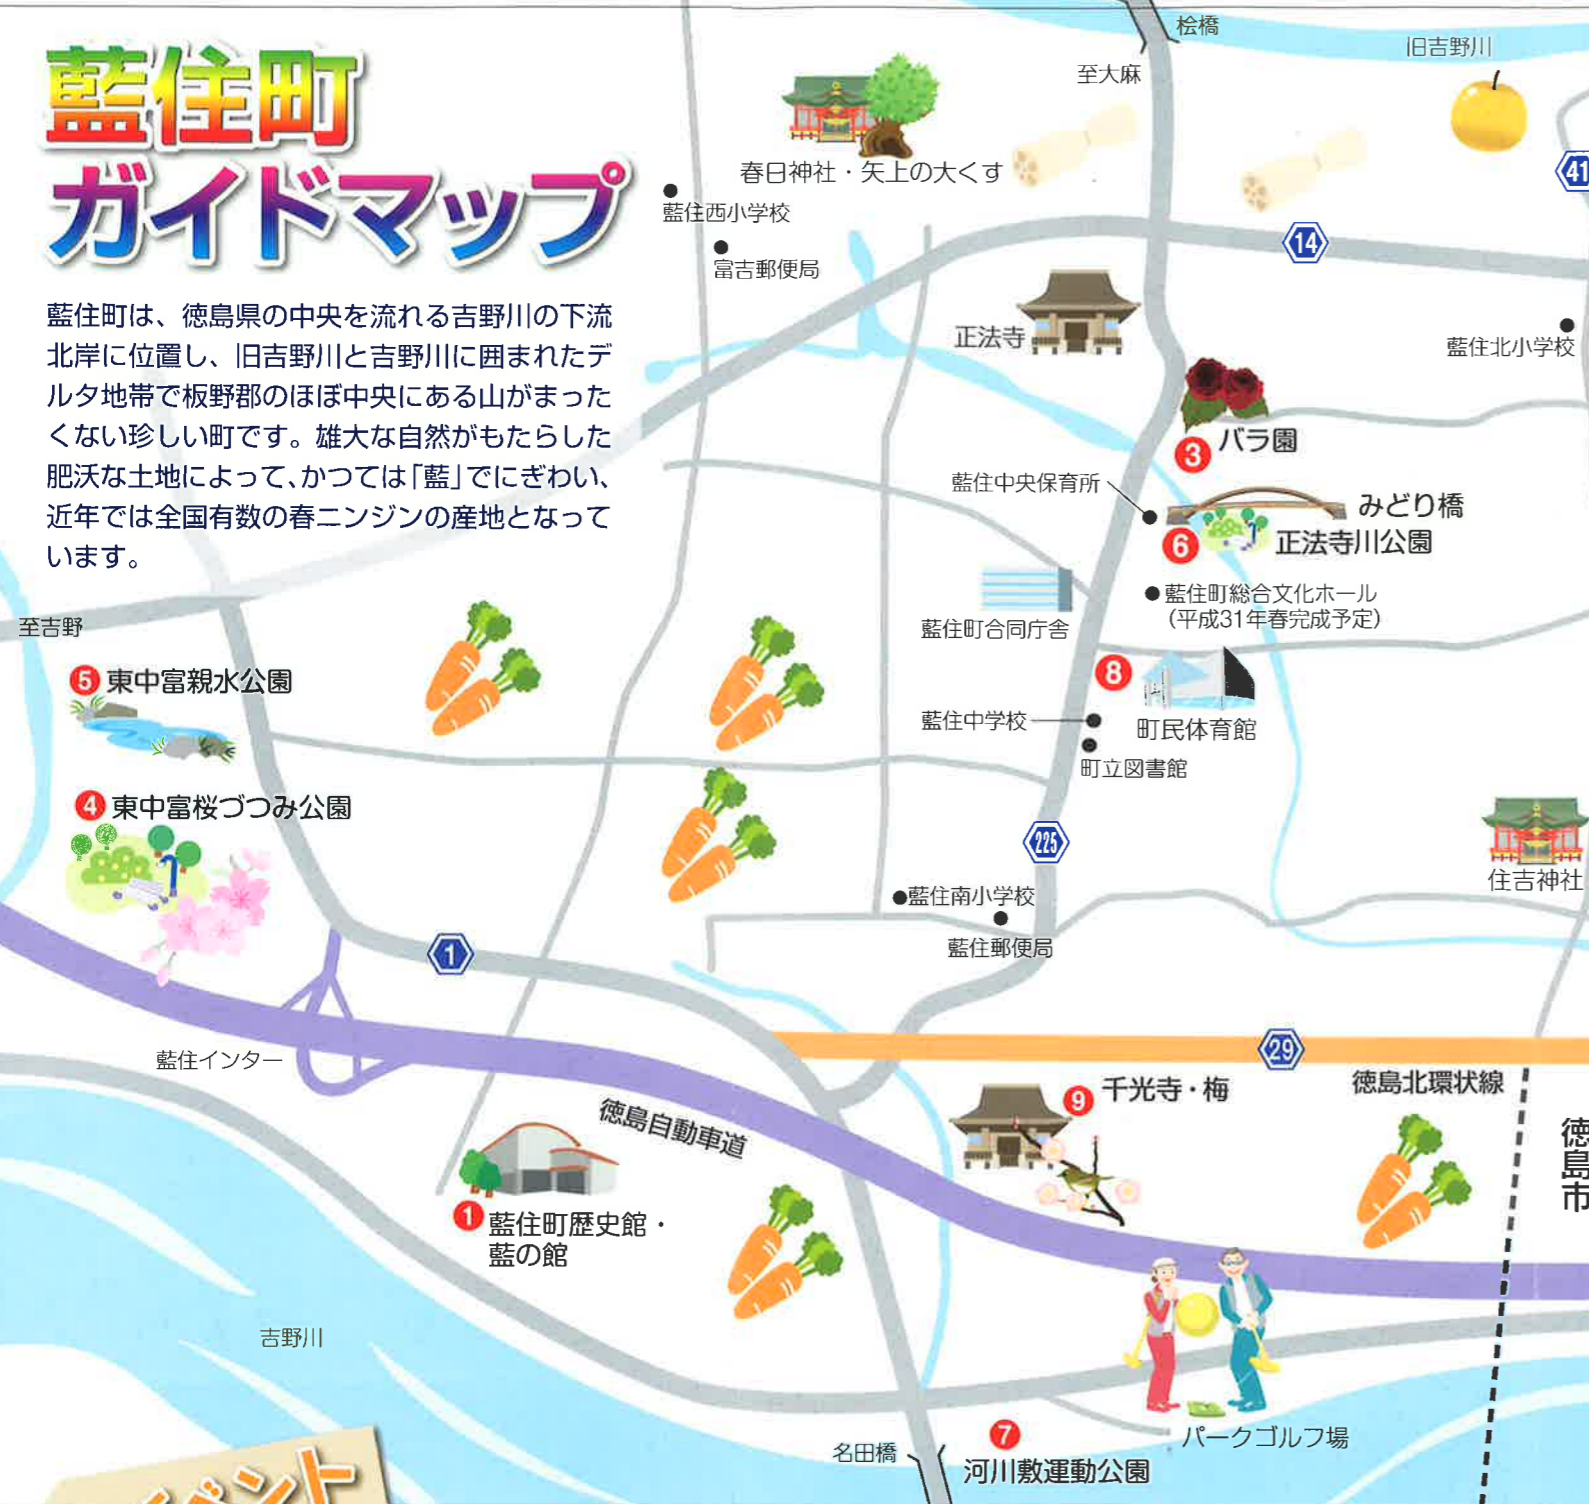 藍住町
ガイドマップ
藍住町は、徳島県の中央を流れる吉野川の下流
北岸に位置し、旧吉野川と吉野川に囲まれたデ
ルタ地帯で板野郡のほぼ中央にある山がまった
くない珍しい町です。雄大な自然がもたらした
肥沃な土地によって、かつては「藍」でにぎわい、
近年では全国有数の春ニンジンの産地となって
います。
桧橋
旧吉野川
至大麻
41
春日神社・矢上の大くす
藍住西小学校
富吉郵便局
14
正法寺
藍住北小学校
3 バラ園
藍住中央保育所
みどり橋
6 正法寺川公園
藍住町総合文化ホール
（平成31年春完成予定）
藍住町合同庁舎
至吉野
5 東中富親水公園
8
町民体育館
藍住中学校
町立図書館
4 東中富桜づつみ公園
225
住吉神社
藍住南小学校
藍住郵便局
1
藍住インター
29
徳島北環状線
9 千光寺・梅
徳島自動車道
徳島市
1 藍住町歴史館・
藍の館
吉野川
パークゴルフ場
名田橋
7
河川敷運動公園
イベント